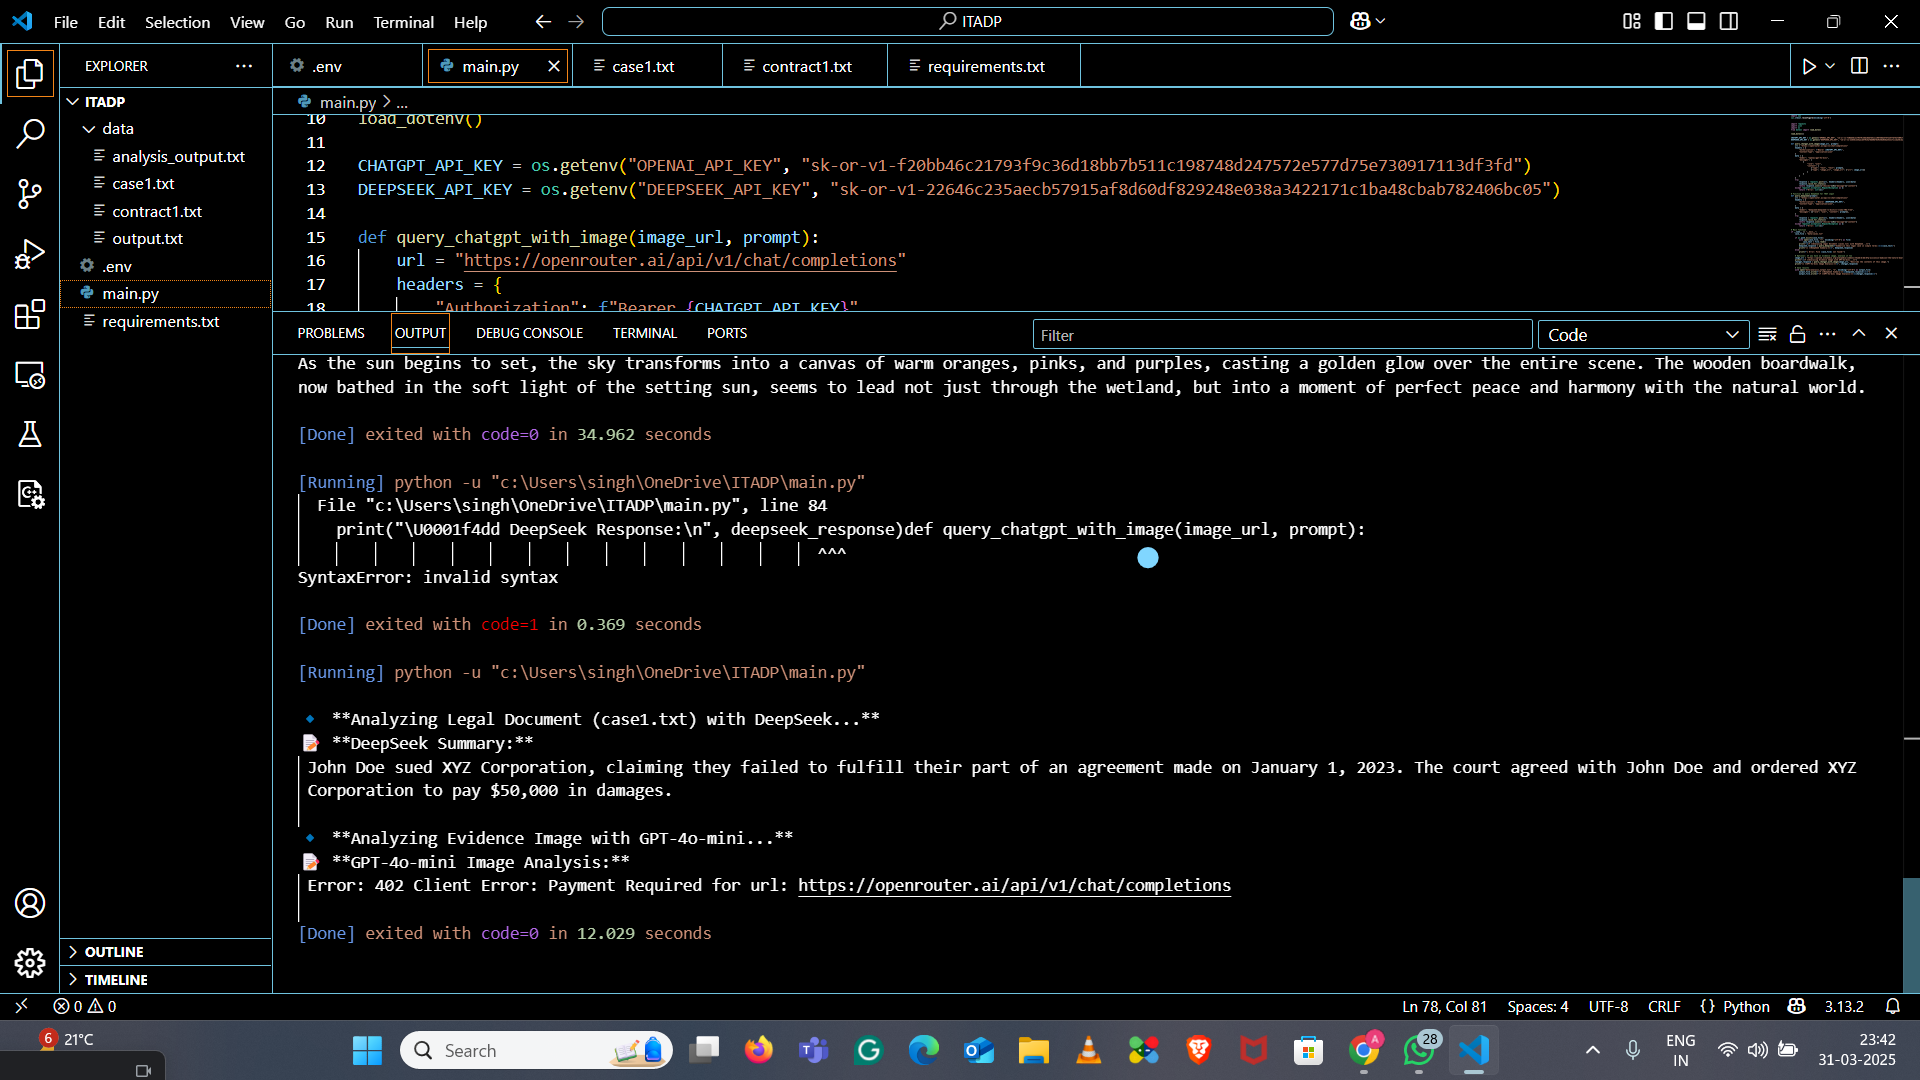 File Edit Selection View Go Run Terminal Help
ITADP
EXPLORER
.env
main.py
case1.txt
contract1.txt
requirements.txt
ITADP
data
analysis_output.txt
case1.txt
contract1.txt
output.txt
.env
main.py
requirements.txt
OUTLINE
TIMELINE
main.py > ...
10 load_dotenv()
11
12 CHATGPT_API_KEY = os.getenv("OPENAI_API_KEY", "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")
13 DEEPSEEK_API_KEY = os.getenv("DEEPSEEK_API_KEY", "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")
14
15 def query_chatgpt_with_image(image_url, prompt):
16 url = "https://openrouter.ai/api/v1/chat/completions"
17 headers = {
18 "Authorization": f"Bearer {CHATGPT_API_KEY}"
PROBLEMS OUTPUT DEBUG CONSOLE TERMINAL PORTS
Filter
Code
As the sun begins to set, the sky transforms into a canvas of warm oranges, pinks, and purples, casting a golden glow over the entire scene. The wooden boardwalk,
now bathed in the soft light of the setting sun, seems to lead not just through the wetland, but into a moment of perfect peace and harmony with the natural world.
[Done] exited with code=0 in 34.962 seconds
[Running] python -u "c:\Users\singh\OneDrive\ITADP\main.py"
File "c:\Users\singh\OneDrive\ITADP\main.py", line 84
print("\U0001f4dd DeepSeek Response:\n", deepseek_response)def query_chatgpt_with_image(image_url, prompt):
^^^
SyntaxError: invalid syntax
[Done] exited with code=1 in 0.369 seconds
[Running] python -u "c:\Users\singh\OneDrive\ITADP\main.py"
🔹 **Analyzing Legal Document (case1.txt) with DeepSeek...**
📝 **DeepSeek Summary:**
John Doe sued XYZ Corporation, claiming they failed to fulfill their part of an agreement made on January 1, 2023. The court agreed with John Doe and ordered XYZ
Corporation to pay $50,000 in damages.
🔹 **Analyzing Evidence Image with GPT-4o-mini...**
📝 **GPT-4o-mini Image Analysis:**
Error: 402 Client Error: Payment Required for url: https://openrouter.ai/api/v1/chat/completions
[Done] exited with code=0 in 12.029 seconds
0 0
Ln 78, Col 81 Spaces: 4 UTF-8 CRLF {} Python 3.13.2
6
21°C
Search
28
ENG
IN
23:42
31-03-2025